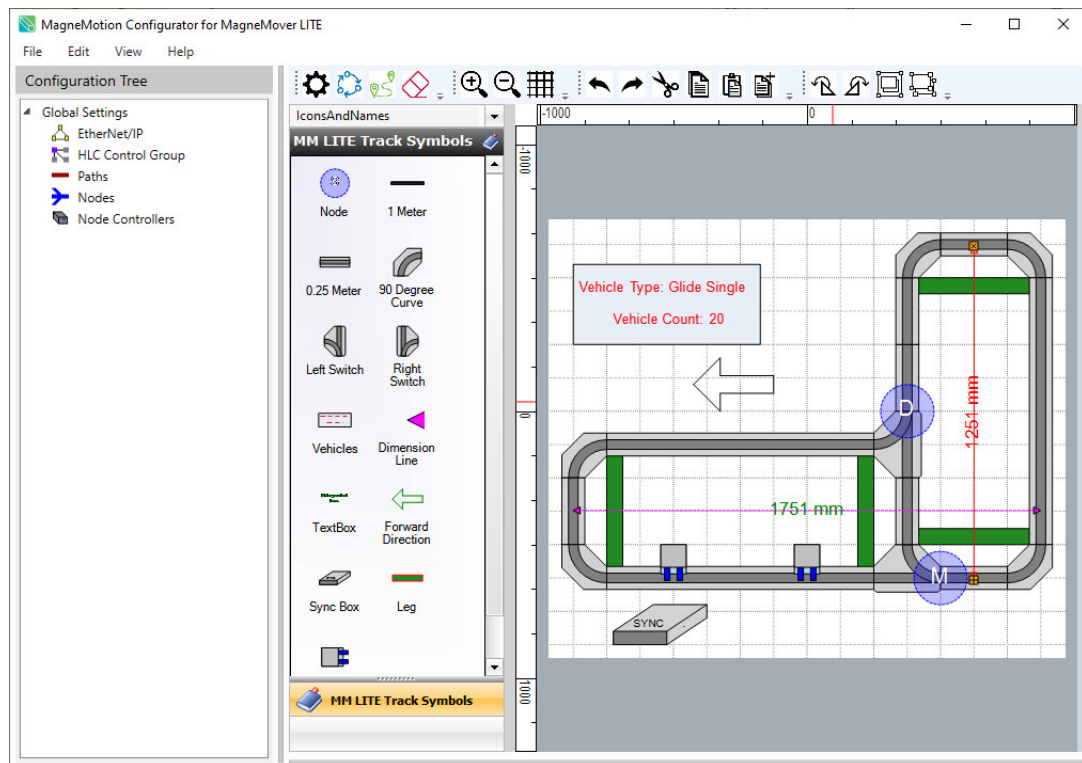 MagneMotion Configurator for MagneMover LITE
File Edit View Help
Configuration Tree
Global Settings
EtherNet/IP
HLC Control Group
Paths
Nodes
Node Controllers
IconsAndNames
MM LITE Track Symbols
Node
1 Meter
0.25 Meter
90 Degree
Curve
Left Switch
Right
Switch
Vehicles
Dimension
Line
TextBox
Forward
Direction
Sync Box
Leg
MM LITE Track Symbols
-1000
0
-1000
0
1000
Vehicle Type: Glide Single
Vehicle Count: 20
D
1251 mm
1751 mm
M
SYNC